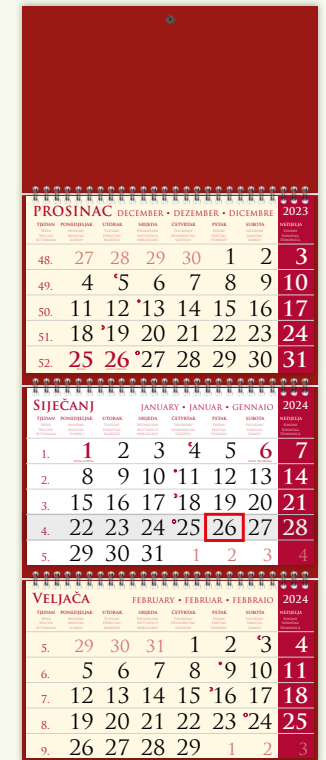 PROSINAC DECEMBER • DEZEMBER • DICEMBRE 2023
TJEDAN PONEDJELJAK UTORAK SRIJEDA ČETVRTAK PETAK SUBOTA NEDJELJA
48. 27 28 29 30 1 2 3
49. 4 5 6 7 8 9 10
50. 11 12 13 14 15 16 17
51. 18 19 20 21 22 23 24
52. 25 26 27 28 29 30 31
SIJEČANJ JANUARY • JANUAR • GENNAIO 2024
TJEDAN PONEDJELJAK UTORAK SRIJEDA ČETVRTAK PETAK SUBOTA NEDJELJA
1. 1 2 3 4 5 6 7
2. 8 9 10 11 12 13 14
3. 15 16 17 18 19 20 21
4. 22 23 24 25 26 27 28
5. 29 30 31 1 2 3 4
VELJAČA FEBRUARY • FEBRUAR • FEBBRAIO 2024
TJEDAN PONEDJELJAK UTORAK SRIJEDA ČETVRTAK PETAK SUBOTA NEDJELJA
5. 29 30 31 1 2 3 4
6. 5 6 7 8 9 10 11
7. 12 13 14 15 16 17 18
8. 19 20 21 22 23 24 25
9. 26 27 28 29 1 2 3